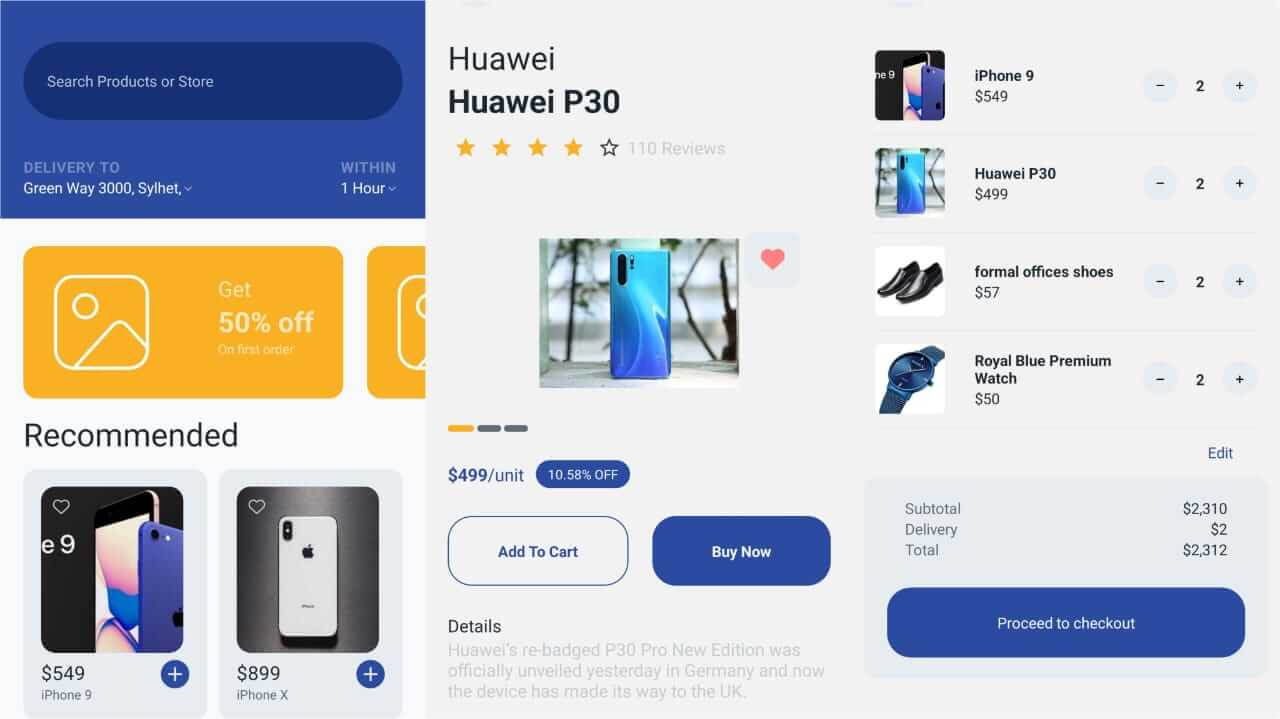 Search Products or Store
DELIVERY TO
WITHIN
Green Way 3000, Sylhet,
1 Hour
Get
50% off
On first order
Recommended
e 9
$549
iPhone 9
iPhone
$899
iPhone X
Huawei
Huawei P30
110 Reviews
$499/unit
10.58% OFF
Add To Cart
Buy Now
Details
Huawei's re-badged P30 Pro New Edition was
officially unveiled yesterday in Germany and now
the device has made its way to the UK.
ne 9
iPhone 9
$549
− 2 +
Huawei P30
$499
− 2 +
formal offices shoes
$57
− 2 +
Royal Blue Premium
Watch
$50
− 2 +
Edit
Subtotal $2,310
Delivery $2
Total $2,312
Proceed to checkout